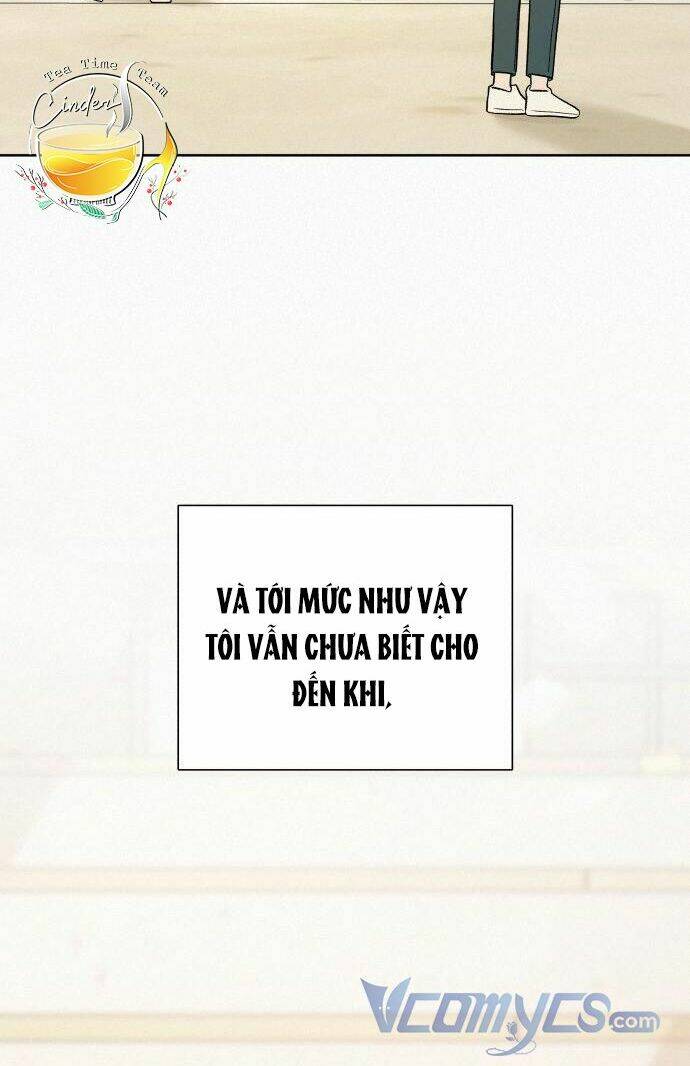 Tea Time Team
Cinder
VÀ TỚI MỨC NHƯ VẬY
TÔI VẪN CHƯA BIẾT CHO
ĐẾN KHI,
VCOMYCS.com